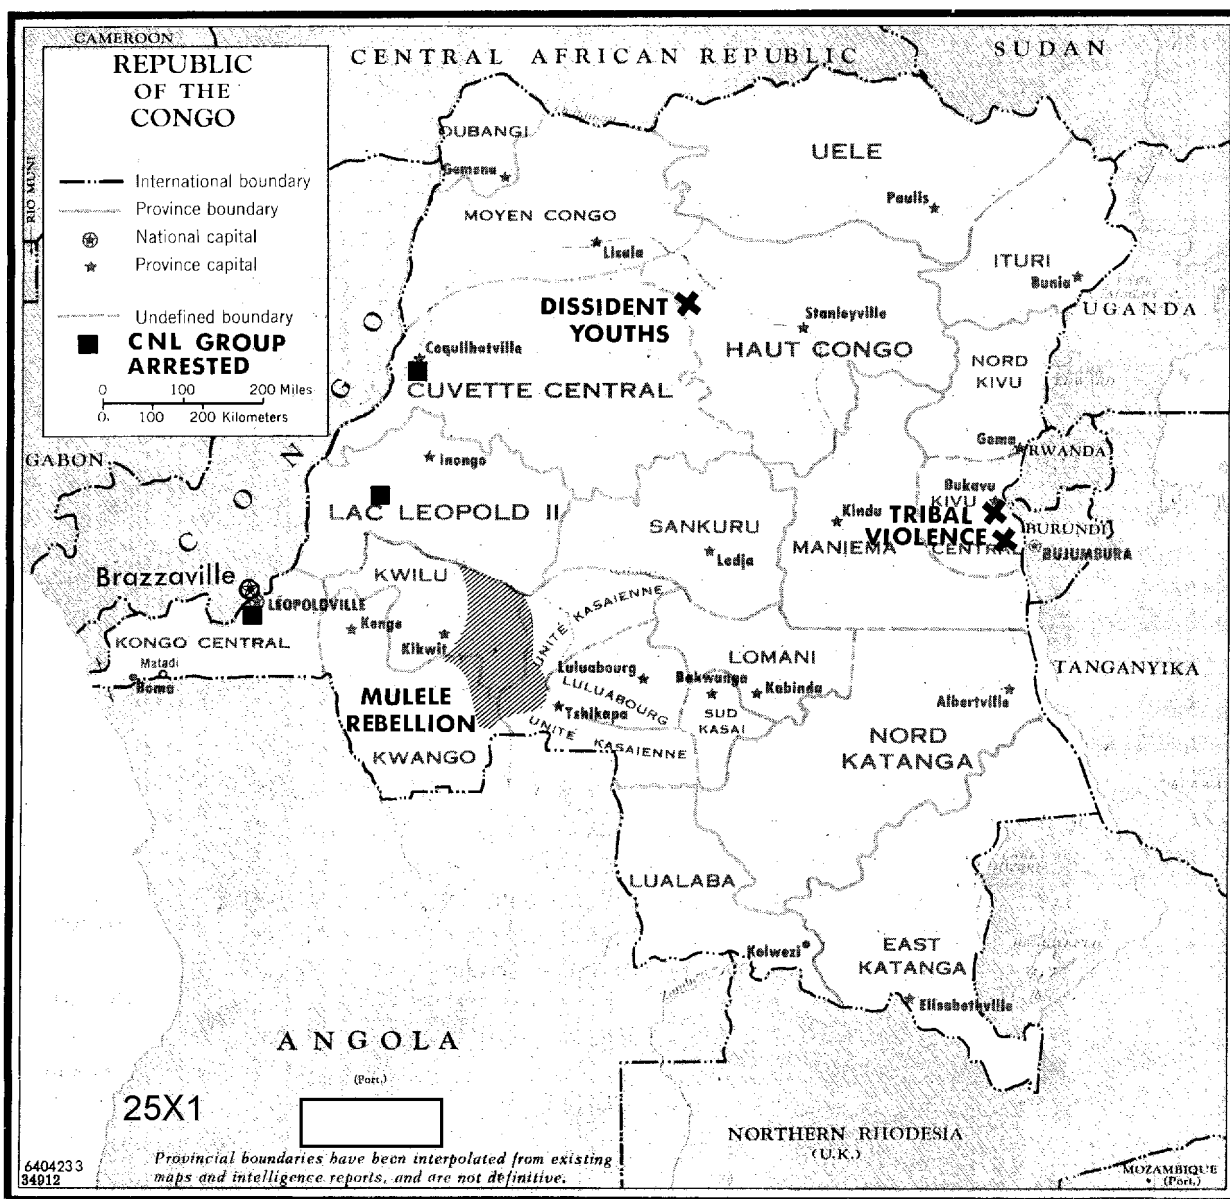 CAMEROON
CENTRAL AFRICAN REPUBLIC
SUDAN
REPUBLIC
OF THE
CONGO
International boundary
Province boundary
National capital
Province capital
Undefined boundary
CNL GROUP
ARRESTED
0 100 200 Miles
0 100 200 Kilometers
RIO MUNI
OUBANGI
Gemena
UELE
Paulis
MOYEN CONGO
Lisala
ITURI
Bunia
UGANDA
DISSIDENT
YOUTHS
Stanleyville
HAUT CONGO
Coquilhatville
CUVETTE CENTRAL
NORD
KIVU
CONGO
GABON
Inongo
Goma
RWANDA
LAC LEOPOLD II
SANKURU
Lodja
Kindu
MANIEMA
Bukavu
KIVU
CENTRAL
TRIBAL
VIOLENCE
BURUNDI
BUJUMBURA
Brazzaville
LÉOPOLDVILLE
KWILU
Kenge
Kikwit
KONGO CENTRAL
Matadi
Boma
UNITÉ KASAIENNE
Luluabourg
LULUABOURG
Tshikapa
UNITÉ KASAIENNE
LOMANI
Bakwanga
Kabinda
SUD
KASAI
TANGANYIKA
Albertville
MULELE
REBELLION
KWANGO
NORD
KATANGA
LUALABA
Kolwezi
EAST
KATANGA
Elisabethville
ANGOLA
(Port.)
25X1
NORTHERN RHODESIA
(U.K.)
MOZAMBIQUE
(Port.)
Provincial boundaries have been interpolated from existing
maps and intelligence reports, and are not definitive.
6404233
34912